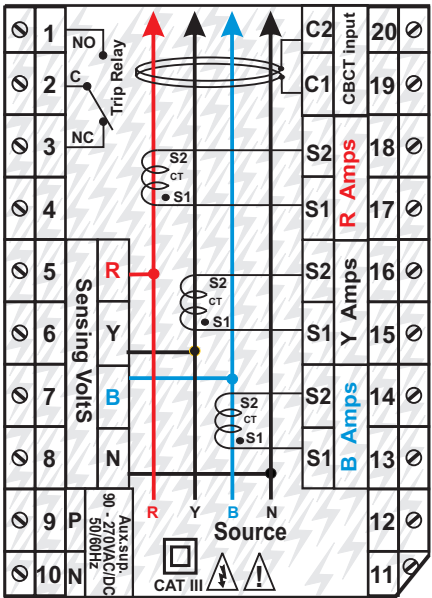 1 NO C2 20
2 C Trip Relay C1 CBCT input 19
3 NC S2 18
S2
CT
S1
R Amps
4 S1 17
5 R S2 16
Sensing VoltS
S2
CT
S1
Y Amps
6 Y S1 15
7 B S2 14
S2
CT
S1
B Amps
8 N S1 13
9 P 12
R Y B N
Source
Aux.sup.
90 - 270VAC/DC
50/60Hz
10 N CAT III 11